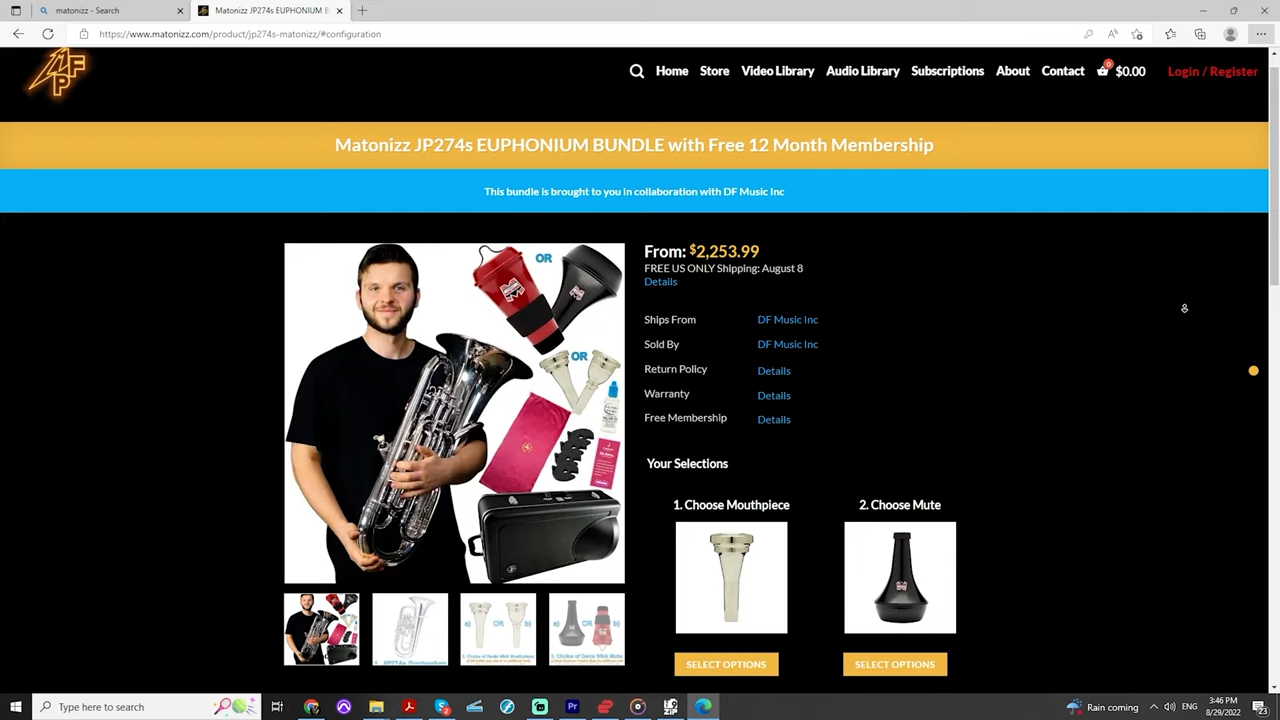 matonizz - Search
Matonizz JP274s EUPHONIUM B
https://www.matonizz.com/product/jp274s-matonizz/#configuration
MFP
Home Store Video Library Audio Library Subscriptions About Contact 0 $0.00 Login / Register
Matonizz JP274s EUPHONIUM BUNDLE with Free 12 Month Membership
This bundle is brought to you in collaboration with DF Music Inc
OR
OR
From: $2,253.99
FREE US ONLY Shipping: August 8
Details
Ships From DF Music Inc
Sold By DF Music Inc
Return Policy Details
Warranty Details
Free Membership Details
Your Selections
1. Choose Mouthpiece 2. Choose Mute
a) OR b)
a) OR b)
SELECT OPTIONS SELECT OPTIONS
Type here to search
Rain coming
ENG
3:46 PM
8/29/2022
23